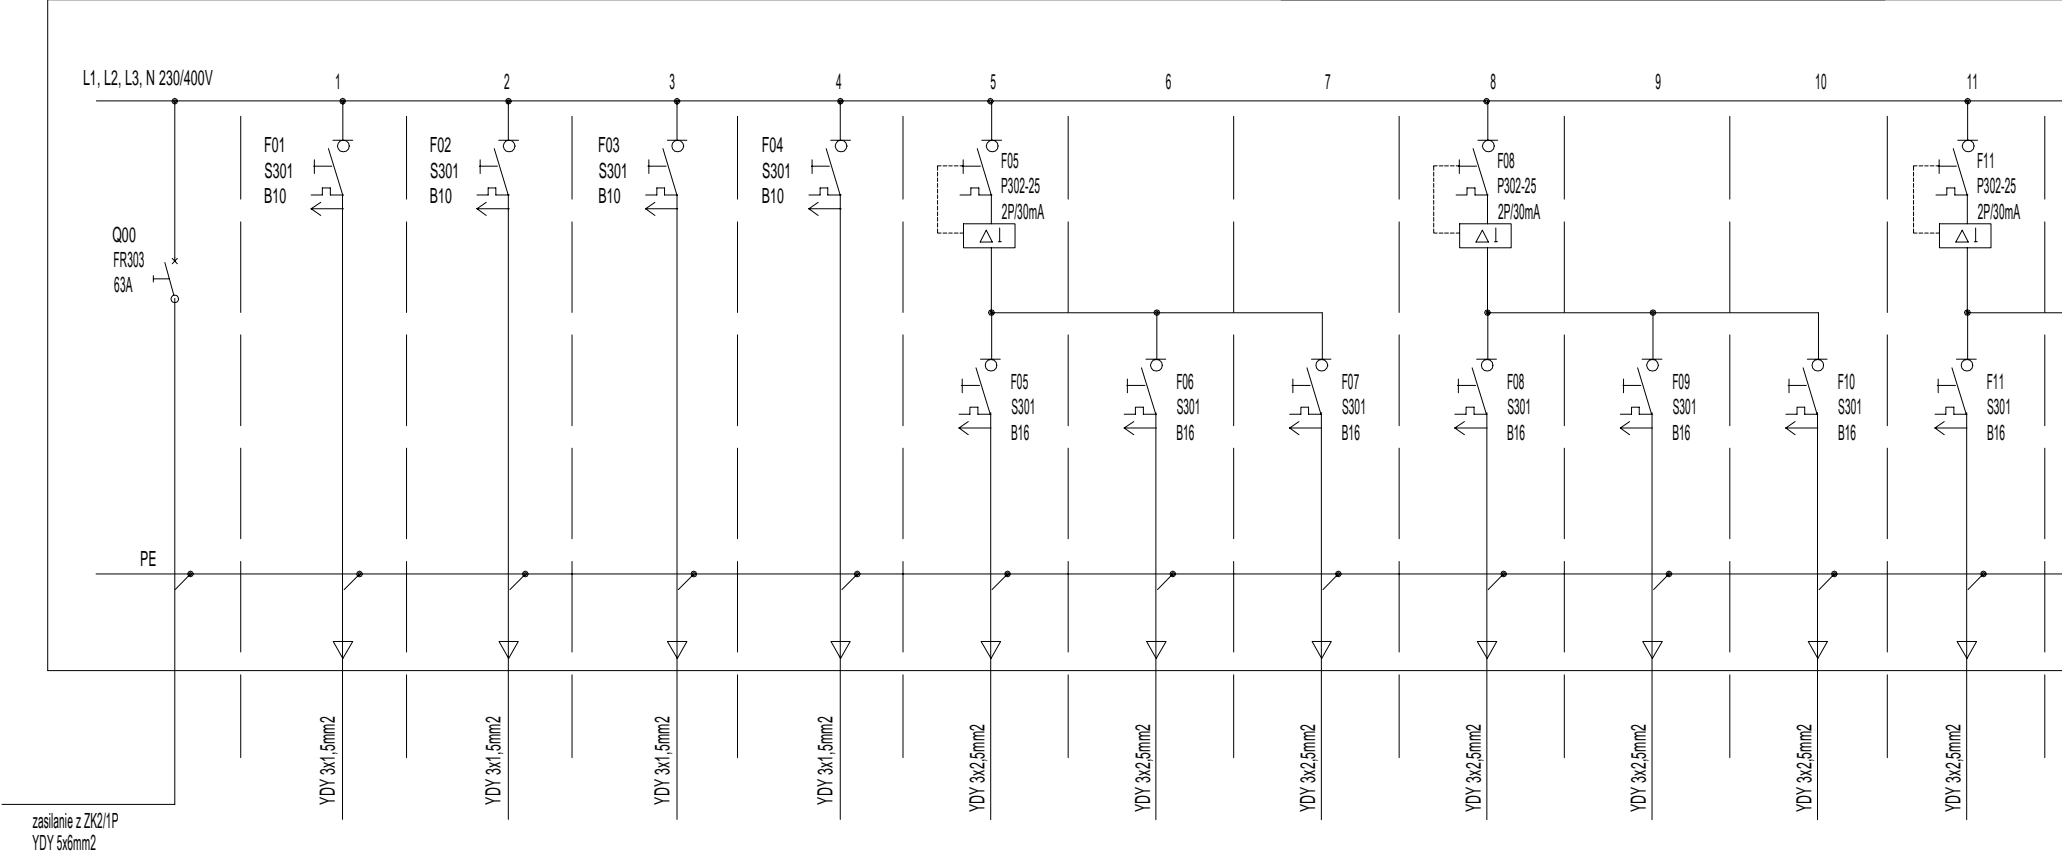 L1, L2, L3, N 230/400V
1
2
3
4
5
6
7
8
9
10
11
F01
S301
B10
F02
S301
B10
F03
S301
B10
F04
S301
B10
F05
P302-25
2P/30mA
F08
P302-25
2P/30mA
F11
P302-25
2P/30mA
Q00
FR303
63A
F05
S301
B16
F06
S301
B16
F07
S301
B16
F08
S301
B16
F09
S301
B16
F10
S301
B16
F11
S301
B16
PE
YDY 3x1,5mm2
YDY 3x1,5mm2
YDY 3x1,5mm2
YDY 3x1,5mm2
YDY 3x2,5mm2
YDY 3x2,5mm2
YDY 3x2,5mm2
YDY 3x2,5mm2
YDY 3x2,5mm2
YDY 3x2,5mm2
YDY 3x2,5mm2
zasilanie z ZK2/1P
YDY 5x6mm2